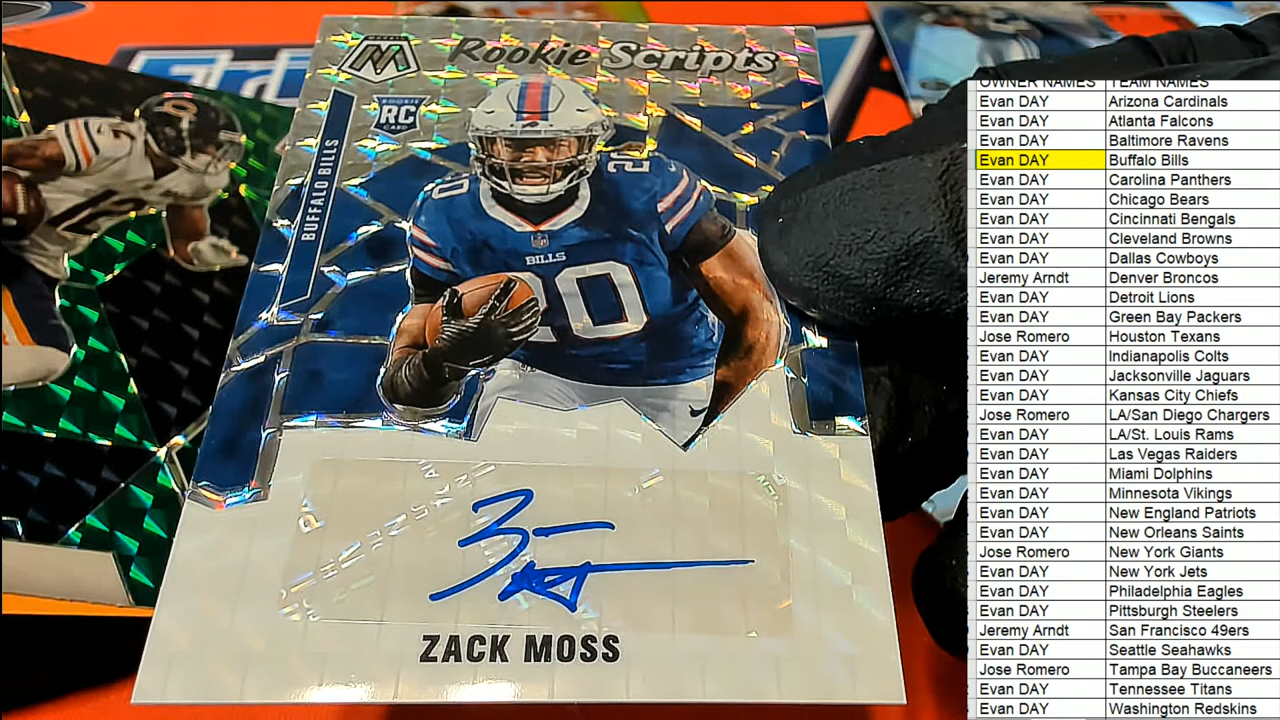 Rookie Scripts
MOSAIC
ROOKIE
RC
CARD
BUFFALO BILLS
20
BILLS
20
ZACK MOSS
OWNER NAMES TEAM NAMES
Evan DAY Arizona Cardinals
Evan DAY Atlanta Falcons
Evan DAY Baltimore Ravens
Evan DAY Buffalo Bills
Evan DAY Carolina Panthers
Evan DAY Chicago Bears
Evan DAY Cincinnati Bengals
Evan DAY Cleveland Browns
Evan DAY Dallas Cowboys
Jeremy Arndt Denver Broncos
Evan DAY Detroit Lions
Evan DAY Green Bay Packers
Jose Romero Houston Texans
Evan DAY Indianapolis Colts
Evan DAY Jacksonville Jaguars
Evan DAY Kansas City Chiefs
Jose Romero LA/San Diego Chargers
Evan DAY LA/St. Louis Rams
Evan DAY Las Vegas Raiders
Evan DAY Miami Dolphins
Evan DAY Minnesota Vikings
Evan DAY New England Patriots
Evan DAY New Orleans Saints
Jose Romero New York Giants
Evan DAY New York Jets
Evan DAY Philadelphia Eagles
Evan DAY Pittsburgh Steelers
Jeremy Arndt San Francisco 49ers
Evan DAY Seattle Seahawks
Jose Romero Tampa Bay Buccaneers
Evan DAY Tennessee Titans
Evan DAY Washington Redskins